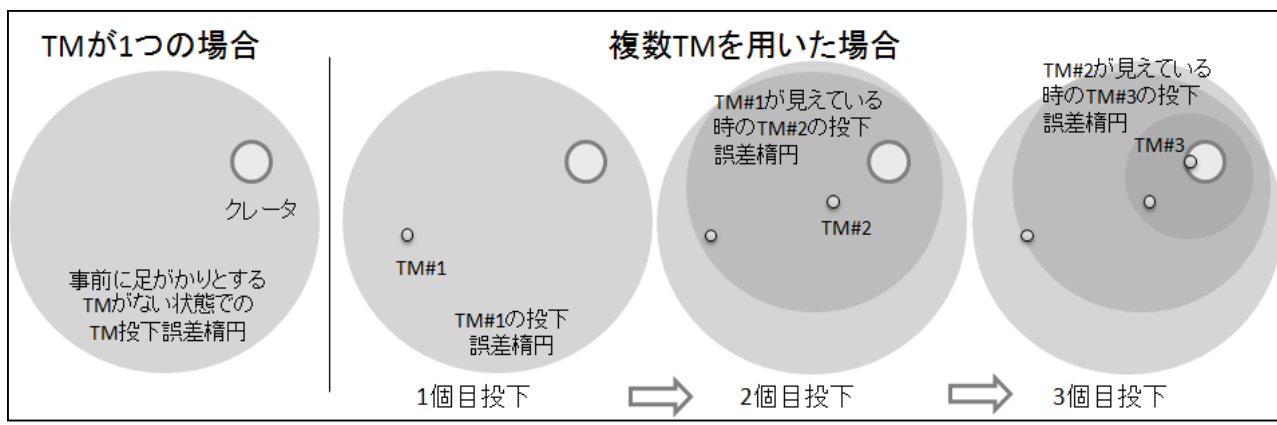 TMが1つの場合
クレータ
事前に足がかりとする
TMがない状態での
TM投下誤差楕円
複数TMを用いた場合
TM#1
TM#1の投下
誤差楕円
1個目投下
TM#1が見えている
時のTM#2の投下
誤差楕円
TM#2
2個目投下
TM#2が見えている
時のTM#3の投下
誤差楕円
TM#3
3個目投下